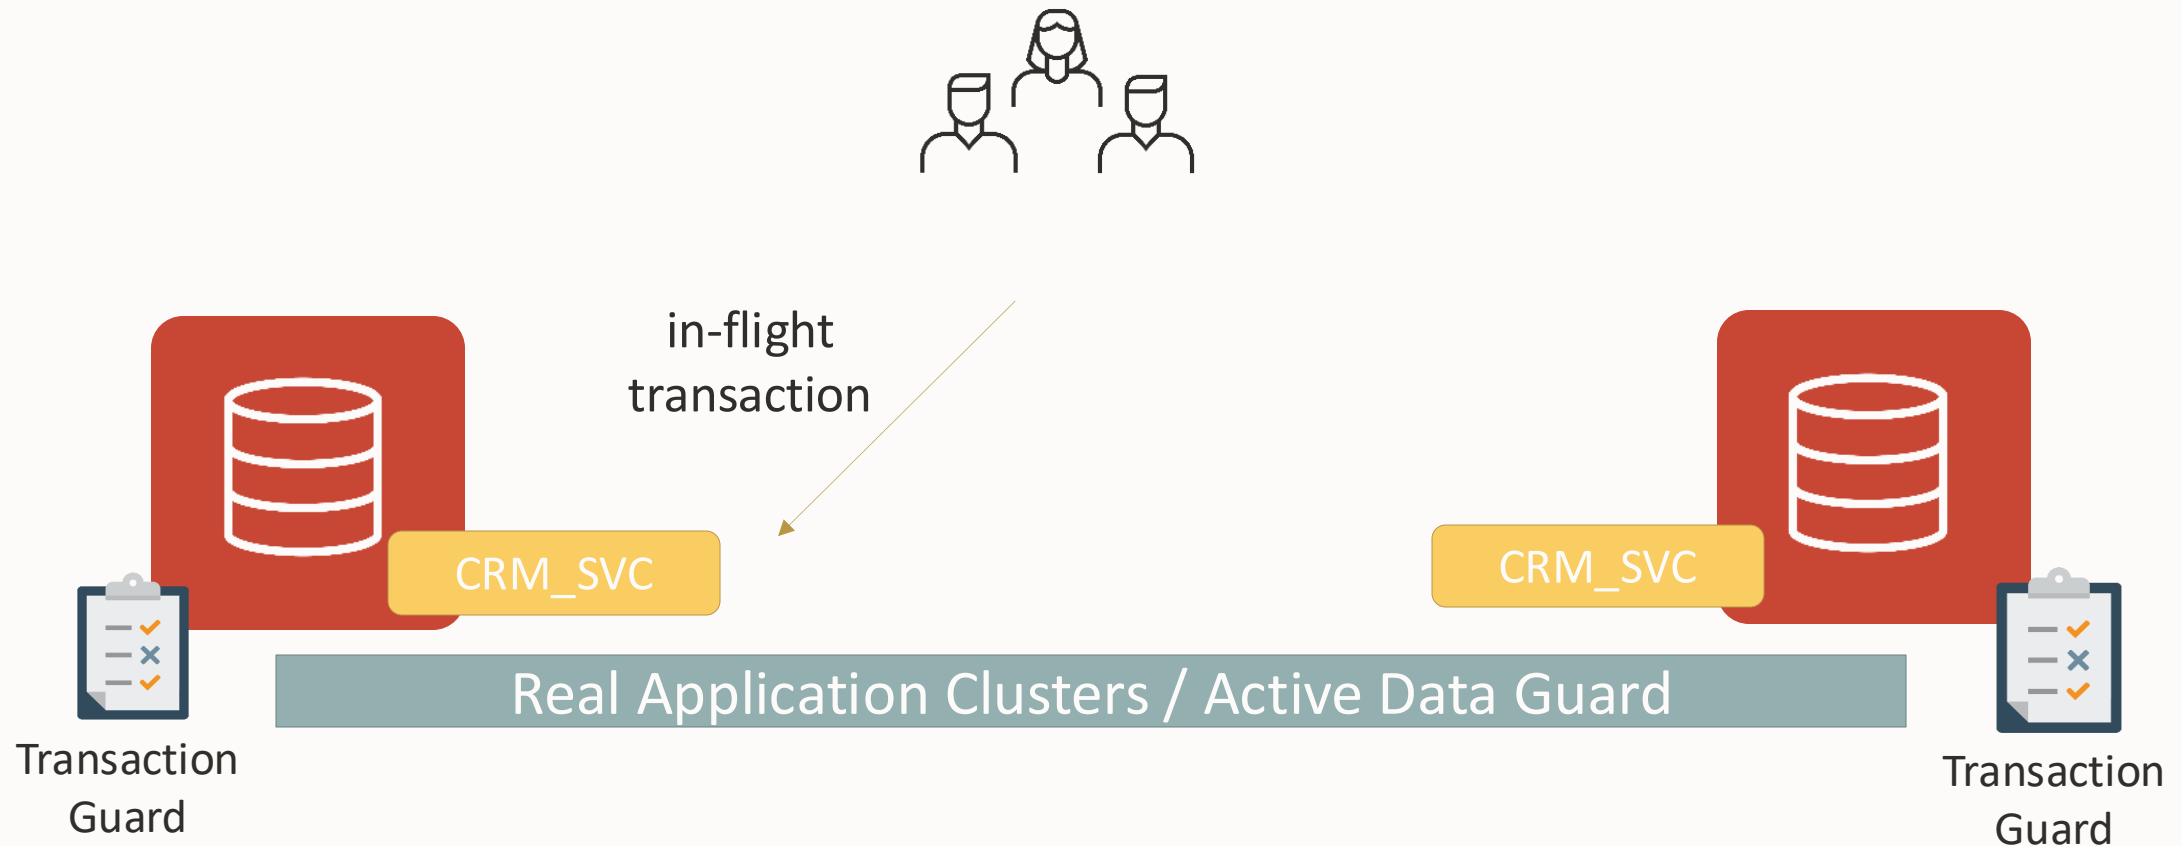 in-flight
transaction
CRM_SVC
CRM_SVC
Real Application Clusters / Active Data Guard
Transaction
Guard
Transaction
Guard